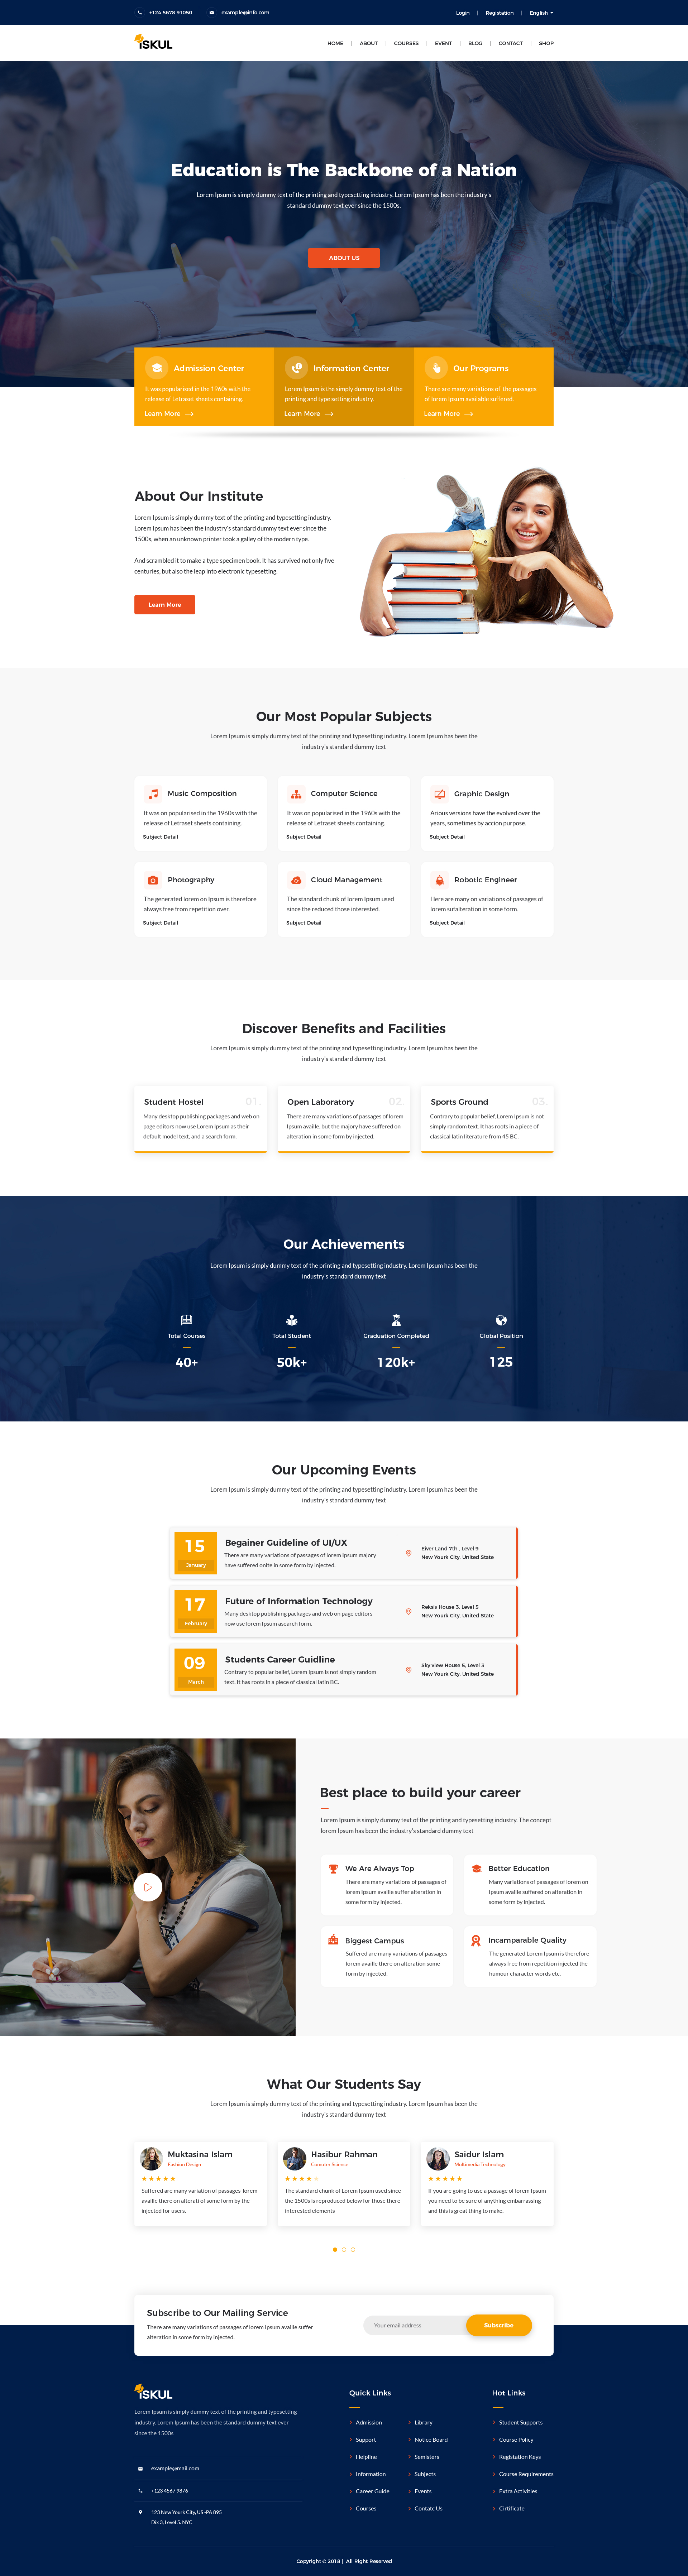 +124 5678 91050 example@info.com Login | Registation | English
iSKUL HOME | ABOUT | COURSES | EVENT | BLOG | CONTACT | SHOP
Education is The Backbone of a Nation
Lorem Ipsum is simply dummy text of the printing and typesetting industry. Lorem Ipsum has been the industry's
standard dummy text ever since the 1500s.
ABOUT US
Admission Center
It was popularised in the 1960s with the
release of Letraset sheets containing.
Learn More
Information Center
Lorem Ipsum is the simply dummy text of the
printing and type setting industry.
Learn More
Our Programs
There are many variations of the passages
of lorem Ipsum available suffered.
Learn More
About Our Institute
Lorem Ipsum is simply dummy text of the printing and typesetting industry.
Lorem Ipsum has been the industry's standard dummy text ever since the
1500s, when an unknown printer took a galley of the modern type.
And scrambled it to make a type specimen book. It has survived not only five
centuries, but also the leap into electronic typesetting.
Learn More
Our Most Popular Subjects
Lorem Ipsum is simply dummy text of the printing and typesetting industry. Lorem Ipsum has been the
industry's standard dummy text
Music Composition
It was on popularised in the 1960s with the
release of Letraset sheets containing.
Subject Detail
Computer Science
It was on popularised in the 1960s with the
release of Letraset sheets containing.
Subject Detail
Graphic Design
Arious versions have the evolved over the
years, sometimes by accion purpose.
Subject Detail
Photography
The generated lorem on Ipsum is therefore
always free from repetition over.
Subject Detail
Cloud Management
The standard chunk of lorem Ipsum used
since the reduced those interested.
Subject Detail
Robotic Engineer
Here are many on variations of passages of
lorem sufalteration in some form.
Subject Detail
Discover Benefits and Facilities
Lorem Ipsum is simply dummy text of the printing and typesetting industry. Lorem Ipsum has been the
industry's standard dummy text
Student Hostel 01.
Many desktop publishing packages and web on
page editors now use Lorem Ipsum as their
default model text, and a search form.
Open Laboratory 02.
There are many variations of passages of lorem
Ipsum availle, but the majory have suffered on
alteration in some form by injected.
Sports Ground 03.
Contrary to popular belief, Lorem Ipsum is not
simply random text. It has roots in a piece of
classical latin literature from 45 BC.
Our Achievements
Lorem Ipsum is simply dummy text of the printing and typesetting industry. Lorem Ipsum has been the
industry's standard dummy text
Total Courses
40+
Total Student
50k+
Graduation Completed
120k+
Global Position
125
Our Upcoming Events
Lorem Ipsum is simply dummy text of the printing and typesetting industry. Lorem Ipsum has been the
industry's standard dummy text
15
January
Begainer Guideline of UI/UX
There are many variations of passages of lorem Ipsum majory
have suffered onite in some form by injected.
Elver Land 7th , Level 9
New Yourk City, United State
17
February
Future of Information Technology
Many desktop publishing packages and web on page editors
now use lorem Ipsum asearch form.
Reksis House 3, Level 5
New Yourk City, United State
09
March
Students Career Guidline
Contrary to popular belief, Lorem Ipsum is not simply random
text. It has roots in a piece of classical latin BC.
Sky view House 5, Level 3
New Yourk City, United State
Best place to build your career
Lorem Ipsum is simply dummy text of the printing and typesetting industry. The concept
lorem Ipsum has been the industry's standard dummy text
We Are Always Top
There are many variations of passages of
lorem Ipsum availle suffer alteration in
some form by injected.
Better Education
Many variations of passages of lorem on
Ipsum availle suffered on alteration in
some form by injected.
Biggest Campus
Suffered are many variations of passages
lorem availle there on alteration some
form by injected.
Incamparable Quality
The generated Lorem Ipsum is therefore
always free from repetition injected the
humour character words etc.
What Our Students Say
Lorem Ipsum is simply dummy text of the printing and typesetting industry. Lorem Ipsum has been the
industry's standard dummy text
Muktasina Islam
Fashion Design
Suffered are many variation of passages lorem
availle there on alterati of some form by the
injected for users.
Hasibur Rahman
Comuter Science
The standard chunk of Lorem Ipsum used since
the 1500s is reproduced below for those there
interested elements
Saidur Islam
Multimedia Technology
If you are going to use a passage of lorem Ipsum
you need to be sure of anything embarrassing
and this is great thing to make.
Subscribe to Our Mailing Service
There are many variations of passages of lorem Ipsum availle suffer
alteration in some form by injected.
Your email address
Subscribe
iSKUL
Lorem Ipsum is simply dummy text of the printing and typesetting
industry. Lorem Ipsum has been the standard dummy text ever
since the 1500s
example@mail.com
+123 4567 9876
123 New Yourk City, US -PA 895
Dix 3, Level 5, NYC
Quick Links
Admission
Support
Helpline
Information
Career Guide
Courses
Library
Notice Board
Semisters
Subjects
Events
Contatc Us
Hot Links
Student Supports
Course Policy
Registation Keys
Course Requirements
Extra Activities
Cirtificate
Copyright © 2018 | All Right Reserved